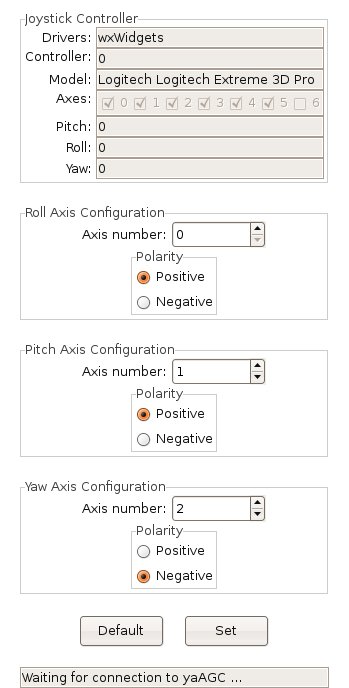 Joystick Controller
Drivers: wxWidgets
Controller: 0
Model: Logitech Logitech Extreme 3D Pro
Axes: 0 1 2 3 4 5 6
Pitch: 0
Roll: 0
Yaw: 0
Roll Axis Configuration
Axis number: 0
Polarity
Positive
Negative
Pitch Axis Configuration
Axis number: 1
Polarity
Positive
Negative
Yaw Axis Configuration
Axis number: 2
Polarity
Positive
Negative
Default Set
Waiting for connection to yaAGC ...